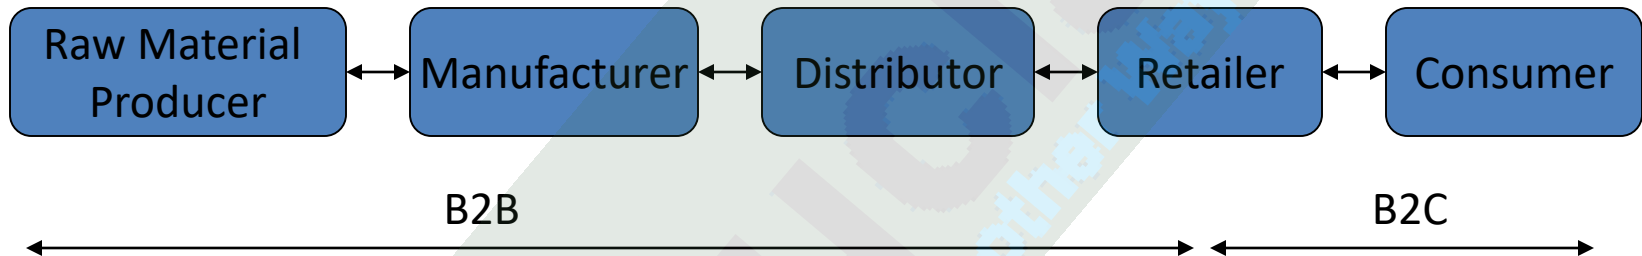 Raw Material
Producer
Manufacturer
Distributor
Retailer
Consumer
B2B
B2C